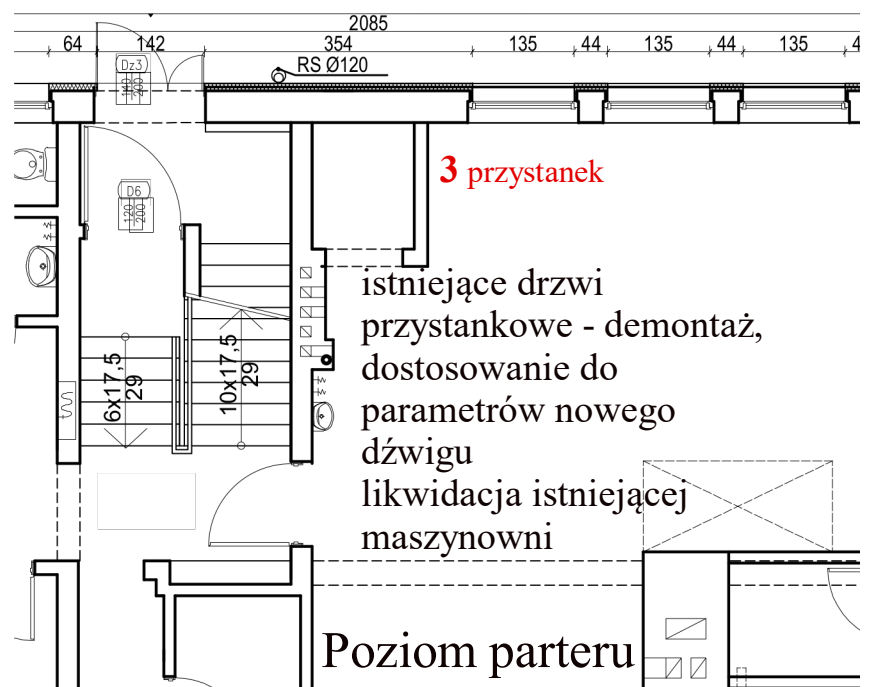 2085
64 142 354 135 44 135 44 135 4
Dz3
140
200
RS Ø120
3 przystanek
D6
120
200
istniejące drzwi
przystankowe - demontaż,
dostosowanie do
parametrów nowego
dźwigu
likwidacja istniejącej
maszynowni
6x17,5
29
10x17,5
29
Poziom parteru